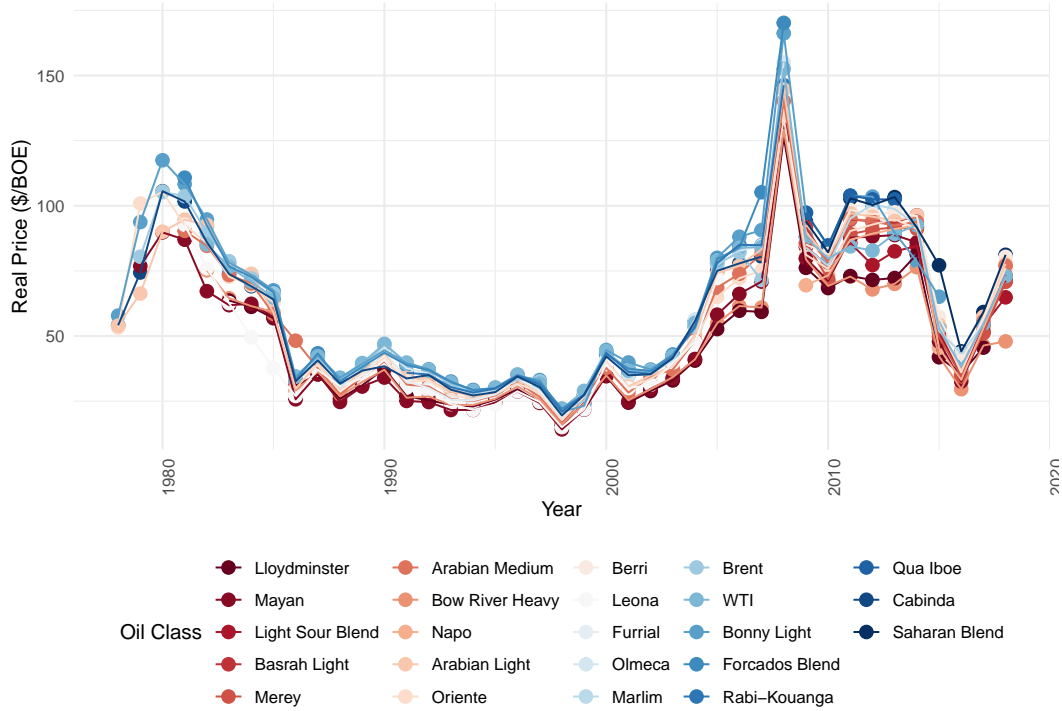 Real Price ($/BOE)
150
100
50
1980
1990
2000
2010
2020
Year
Oil Class
Lloydminster
Mayan
Light Sour Blend
Basrah Light
Merey
Arabian Medium
Bow River Heavy
Napo
Arabian Light
Oriente
Berri
Leona
Furrial
Olmeca
Marlim
Brent
WTI
Bonny Light
Forcados Blend
Rabi−Kouanga
Qua Iboe
Cabinda
Saharan Blend